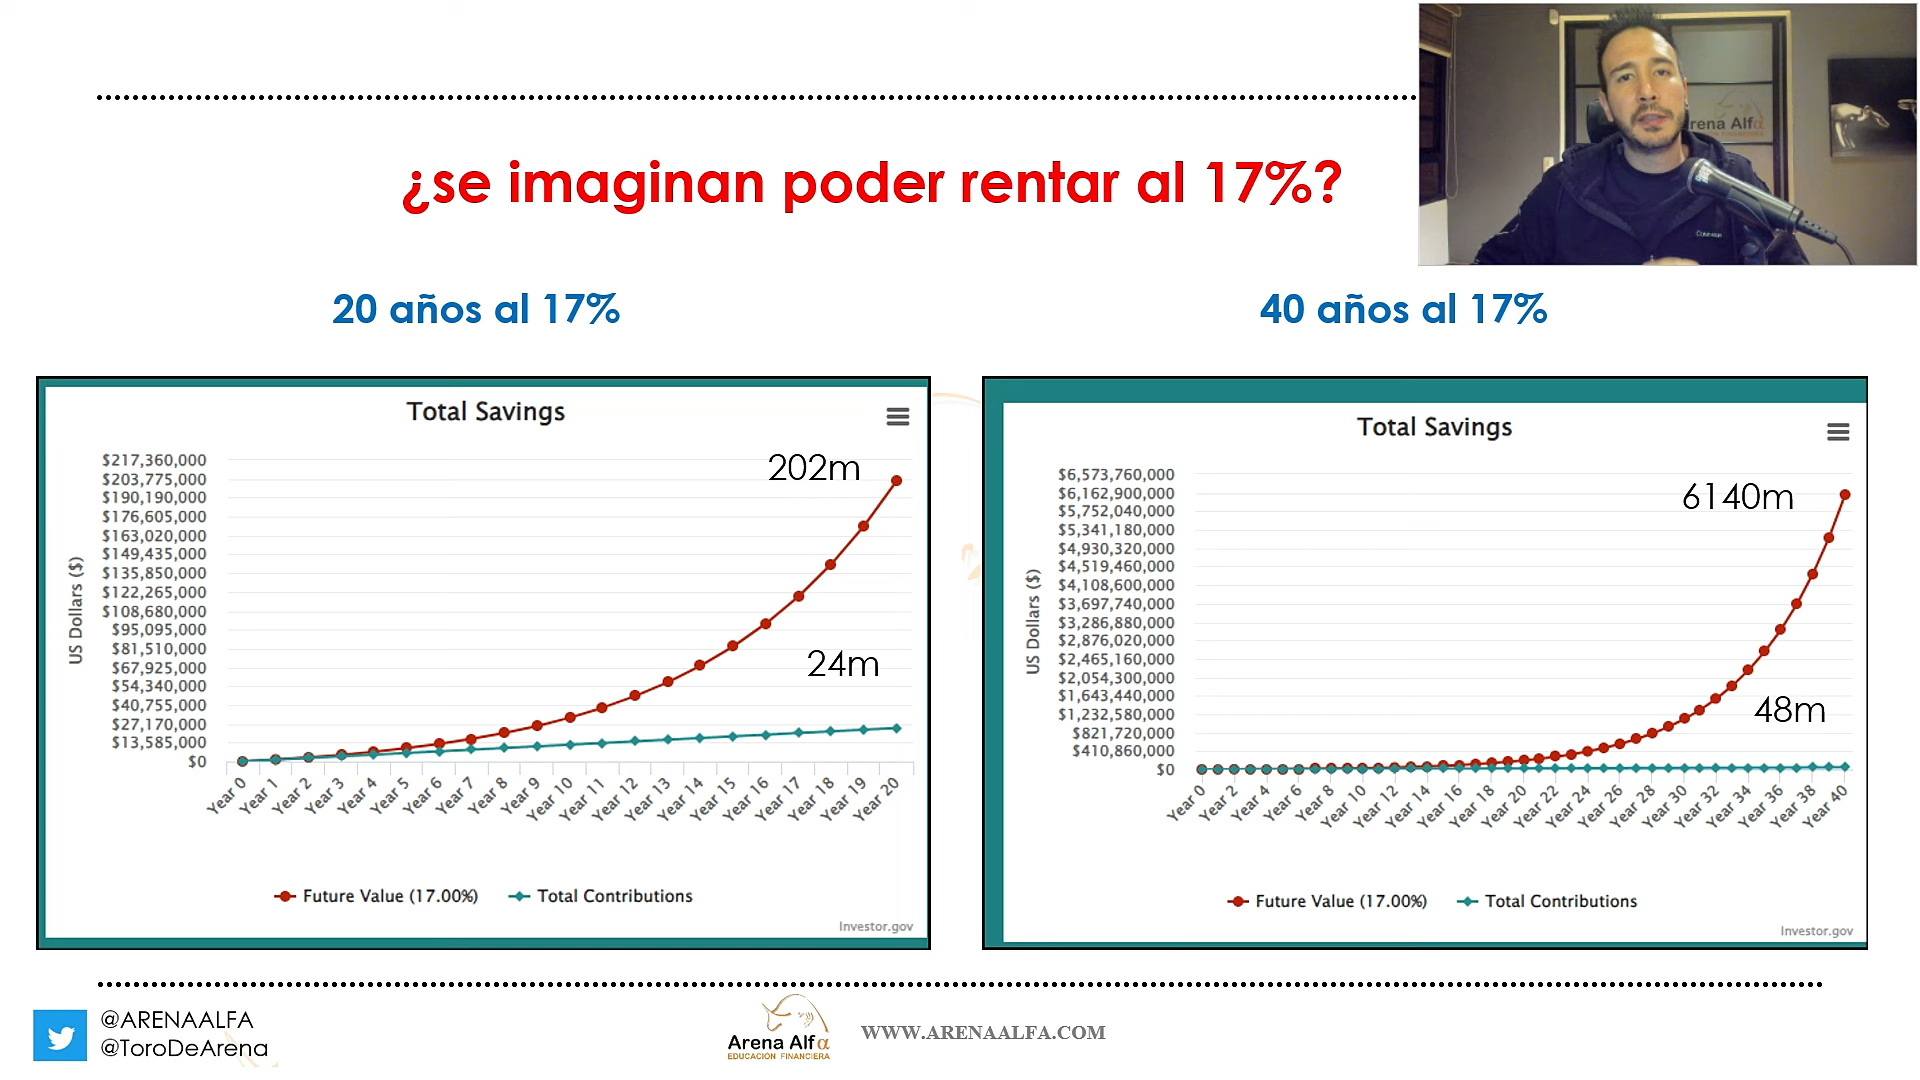 rena Alfα
¿se imaginan poder rentar al 17%?
20 años al 17%
40 años al 17%
Total Savings
202m
24m
$217,360,000
$203,775,000
$190,190,000
$176,605,000
$163,020,000
$149,435,000
$135,850,000
$122,265,000
$108,680,000
$95,095,000
$81,510,000
$67,925,000
$54,340,000
$40,755,000
$27,170,000
$13,585,000
$0
US Dollars ($)
Year 0 Year 1 Year 2 Year 3 Year 4 Year 5 Year 6 Year 7 Year 8 Year 9 Year 10 Year 11 Year 12 Year 13 Year 14 Year 15 Year 16 Year 17 Year 18 Year 19 Year 20
Future Value (17.00%) Total Contributions
Investor.gov
Total Savings
6140m
48m
$6,573,760,000
$6,162,900,000
$5,752,040,000
$5,341,180,000
$4,930,320,000
$4,519,460,000
$4,108,600,000
$3,697,740,000
$3,286,880,000
$2,876,020,000
$2,465,160,000
$2,054,300,000
$1,643,440,000
$1,232,580,000
$821,720,000
$410,860,000
$0
US Dollars ($)
Year 0 Year 2 Year 4 Year 6 Year 8 Year 10 Year 12 Year 14 Year 16 Year 18 Year 20 Year 22 Year 24 Year 26 Year 28 Year 30 Year 32 Year 34 Year 36 Year 38 Year 40
Future Value (17.00%) Total Contributions
Investor.gov
@ARENAALFA
@ToroDeArena
Arena Alfα
EDUCACIÓN FINANCIERA
WWW.ARENAALFA.COM